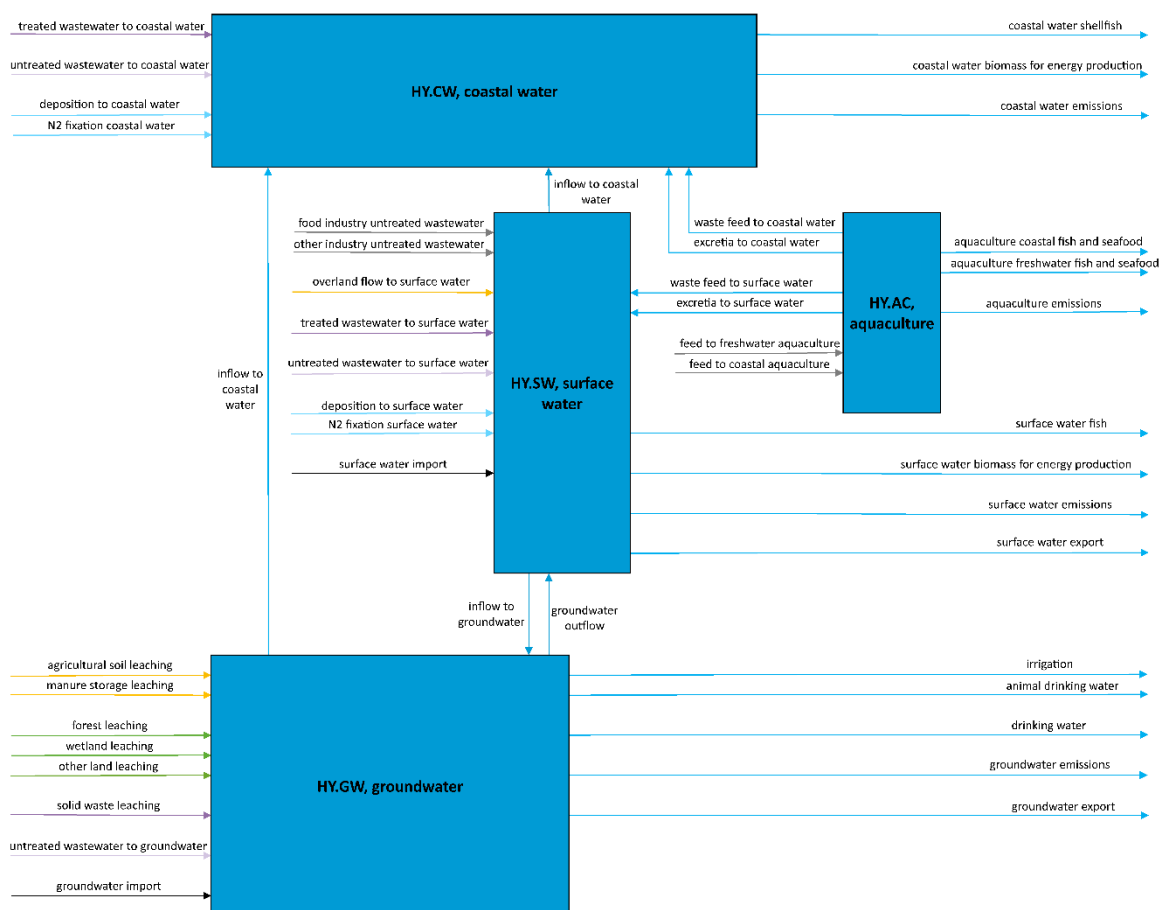 treated wastewater to coastal water
untreated wastewater to coastal water
deposition to coastal water
N2 fixation coastal water
HY.CW, coastal water
coastal water shellfish
coastal water biomass for energy production
coastal water emissions
inflow to
coastal
water
inflow to coastal
water
food industry untreated wastewater
other industry untreated wastewater
overland flow to surface water
treated wastewater to surface water
untreated wastewater to surface water
deposition to surface water
N2 fixation surface water
surface water import
HY.SW, surface
water
waste feed to coastal water
excretia to coastal water
waste feed to surface water
excretia to surface water
feed to freshwater aquaculture
feed to coastal aquaculture
HY.AC,
aquaculture
aquaculture coastal fish and seafood
aquaculture freshwater fish and seafood
aquaculture emissions
surface water fish
surface water biomass for energy production
surface water emissions
surface water export
inflow to
groundwater
groundwater
outflow
agricultural soil leaching
manure storage leaching
forest leaching
wetland leaching
other land leaching
solid waste leaching
untreated wastewater to groundwater
groundwater import
HY.GW, groundwater
irrigation
animal drinking water
drinking water
groundwater emissions
groundwater export